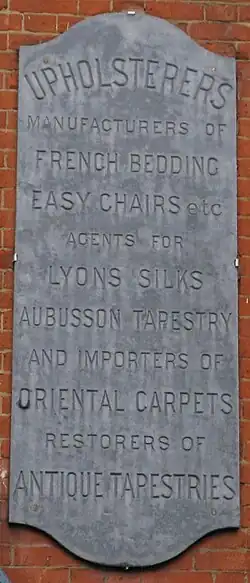 UPHOLSTERERS
MANUFACTURERS OF
FRENCH BEDDING
EASY CHAIRS etc
AGENTS FOR
LYONS SILKS
AUBUSSON TAPESTRY
AND IMPORTERS OF
ORIENTAL CARPETS
RESTORERS OF
ANTIQUE TAPESTRIES